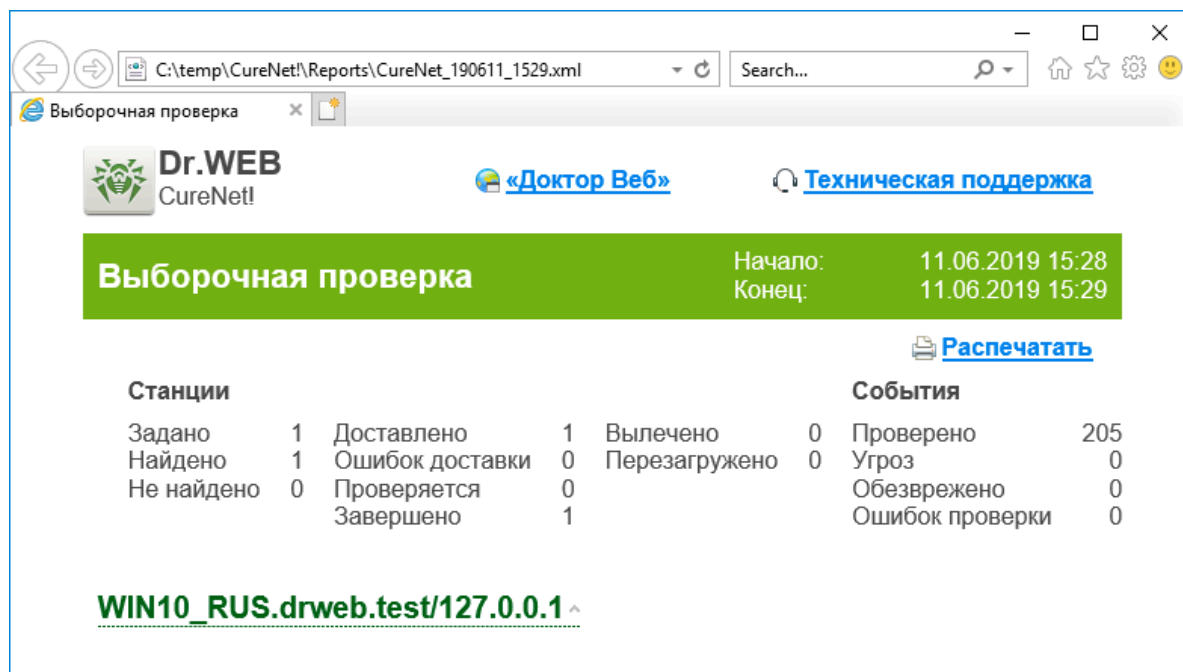 C:\temp\CureNet!\Reports\CureNet_190611_1529.xml
Search...
Выборочная проверка
Dr.WEB
CureNet!
«Доктор Веб»
Техническая поддержка
Выборочная проверка
Начало: 11.06.2019 15:28
Конец: 11.06.2019 15:29
Распечатать
Станции События
Задано 1 Доставлено 1 Вылечено 0 Проверено 205
Найдено 1 Ошибок доставки 0 Перезагружено 0 Угроз 0
Не найдено 0 Проверяется 0 Обезврежено 0
Завершено 1 Ошибок проверки 0
WIN10_RUS.drweb.test/127.0.0.1